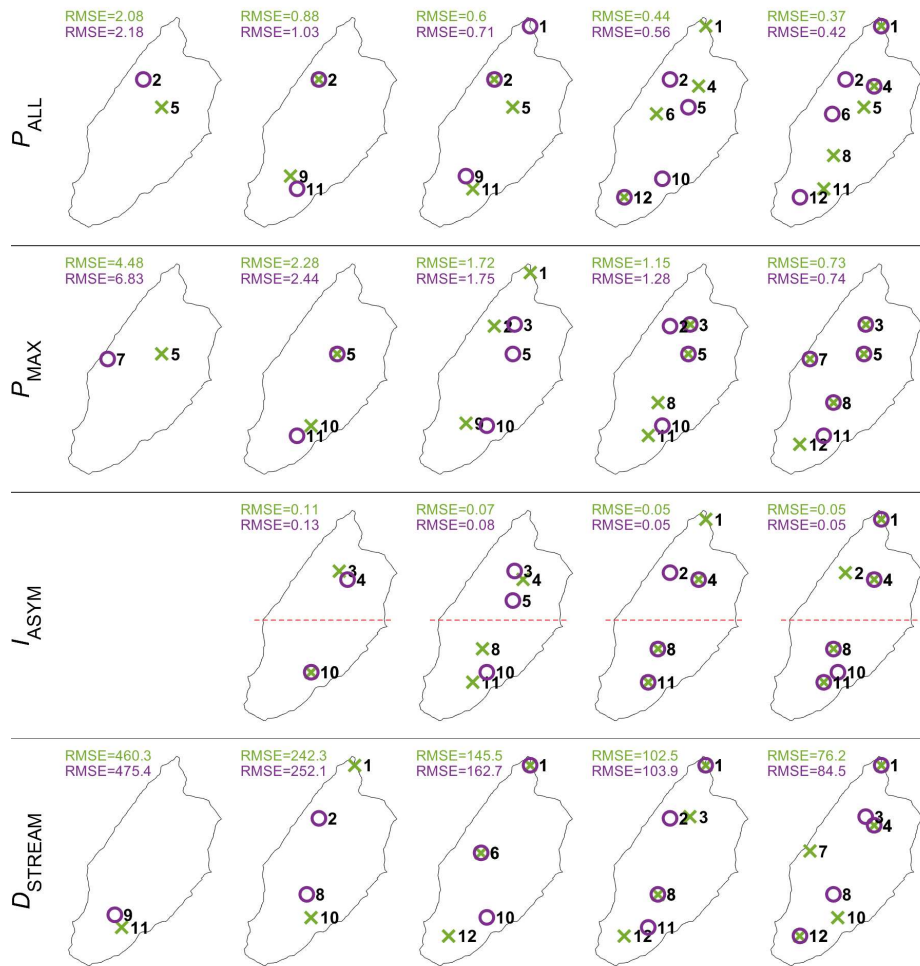 P ALL
RMSE=2.08
RMSE=2.18
2
5
RMSE=0.88
RMSE=1.03
2
9
11
RMSE=0.6
RMSE=0.71
1
2
5
9
11
RMSE=0.44
RMSE=0.56
1
2
4
5
6
10
12
RMSE=0.37
RMSE=0.42
1
2
4
5
6
8
11
12
P MAX
RMSE=4.48
RMSE=6.83
7
5
RMSE=2.28
RMSE=2.44
5
10
11
RMSE=1.72
RMSE=1.75
1
2
3
5
9
10
RMSE=1.15
RMSE=1.28
2
3
5
8
10
11
RMSE=0.73
RMSE=0.74
3
5
7
8
11
12
I ASYM
RMSE=0.11
RMSE=0.13
3
4
10
RMSE=0.07
RMSE=0.08
3
4
5
8
10
11
RMSE=0.05
RMSE=0.05
1
2
4
8
11
RMSE=0.05
RMSE=0.05
1
2
4
8
10
11
D STREAM
RMSE=460.3
RMSE=475.4
9
11
RMSE=242.3
RMSE=252.1
1
2
8
10
RMSE=145.5
RMSE=162.7
1
6
10
12
RMSE=102.5
RMSE=103.9
1
2
3
8
11
12
RMSE=76.2
RMSE=84.5
1
3
4
7
8
10
12